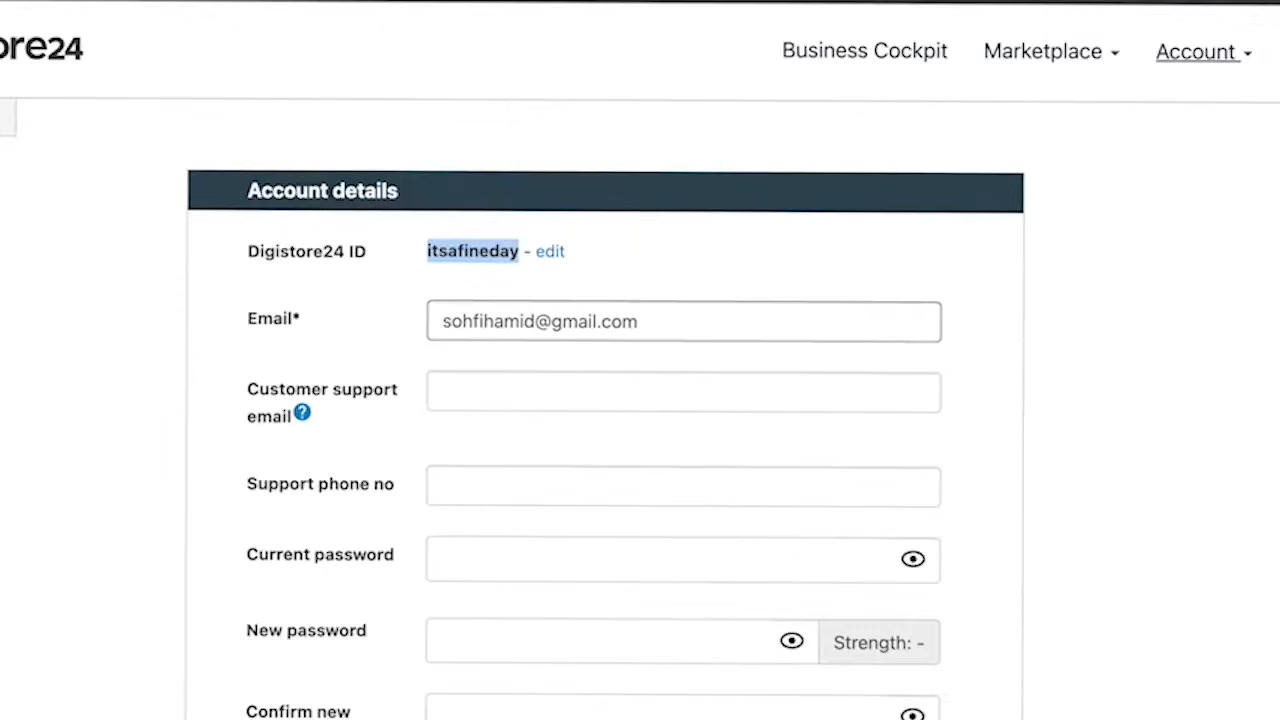 ore24
Business Cockpit Marketplace Account
Account details
Digistore24 ID itsafineday - edit
Email* sohfihamid@gmail.com
Customer support
email ?
Support phone no
Current password
New password Strength: -
Confirm new